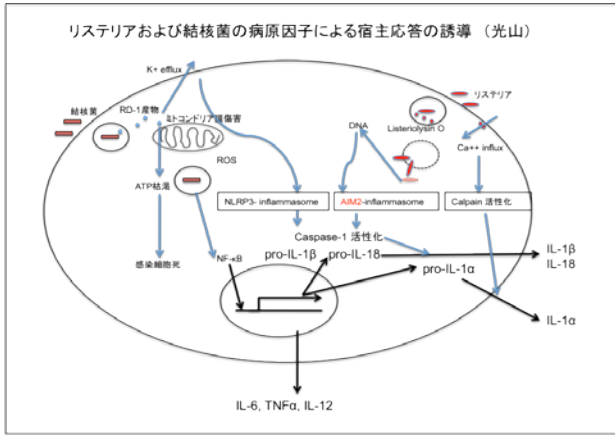 リステリアおよび結核菌の病原因子による宿主応答の誘導 （光山）
K+ efflux
結核菌
RD-1産物
ミトコンドリア膜傷害
リステリア
Listeriolysin O
DNA
Ca++ influx
ROS
ATP枯渇
NLRP3- inflammasome
AIM2-inflammasome
Calpain 活性化
Caspase-1 活性化
pro-IL-1β
pro-IL-18
IL-1β
IL-18
感染細胞死
NF-κB
pro-IL-1α
IL-1α
IL-6, TNFα, IL-12